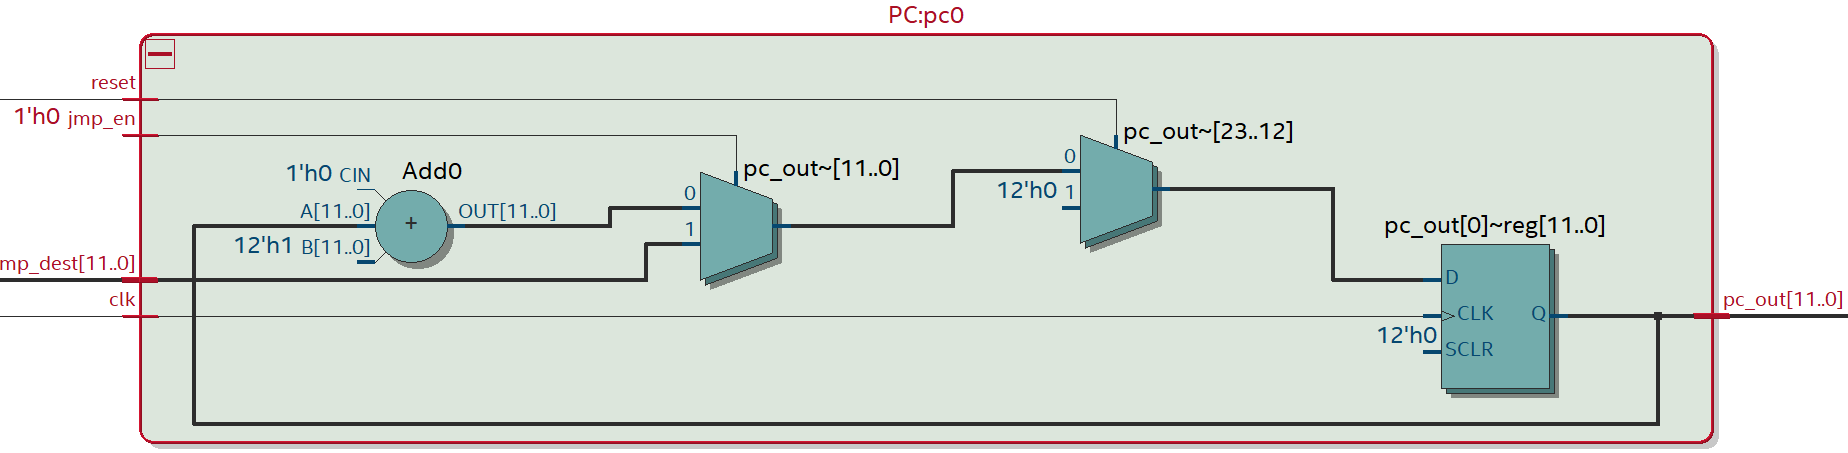 PC:pc0
reset
1'h0 jmp_en
pc_out~[23..12]
0
12'h0 1
1'h0 CIN
Add0
pc_out~[11..0]
0
1
A[11..0]
+
OUT[11..0]
12'h1 B[11..0]
mp_dest[11..0]
clk
pc_out[0]~reg[11..0]
D
CLK
Q
12'h0
SCLR
pc_out[11..0]